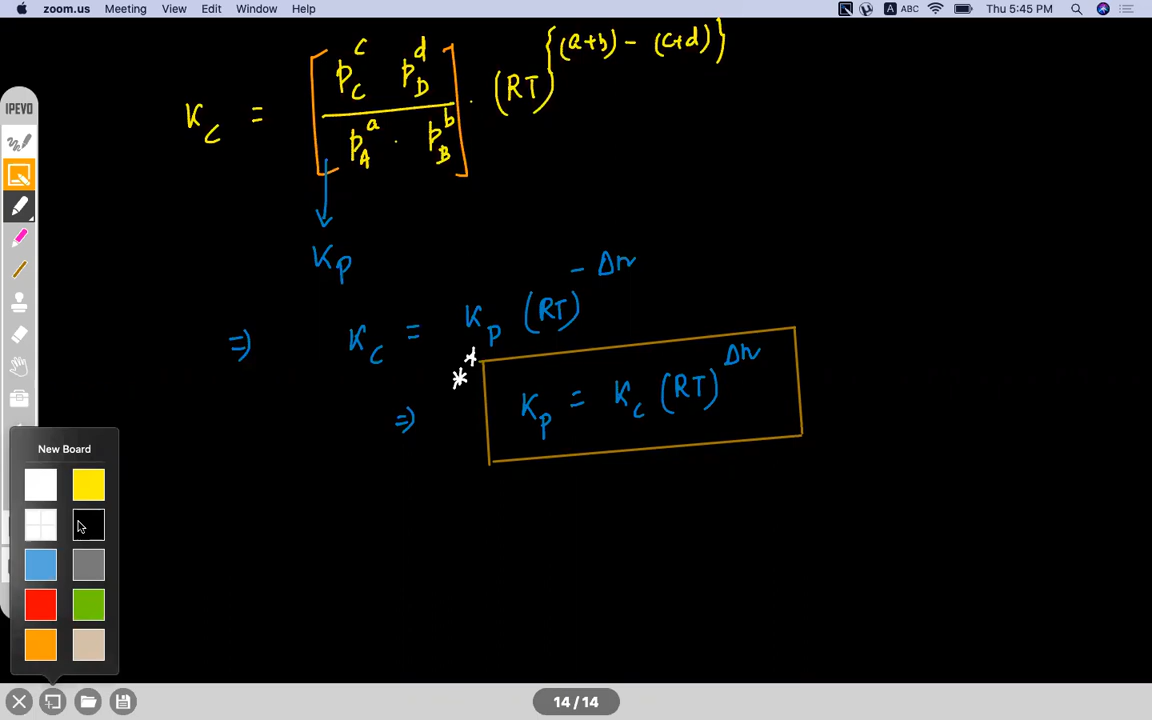 zoom.us Meeting View Edit Window Help ABC Thu 5:45 PM
IPEVO
K_C = [ p_C^c p_D^d / p_A^a · p_B^b ] · (RT)^{(a+b) - (c+d)}
K_p
⇒ K_C = K_p (RT)^{-Δn}
** ⇒ K_p = K_C (RT)^{Δn}
New Board
14 / 14